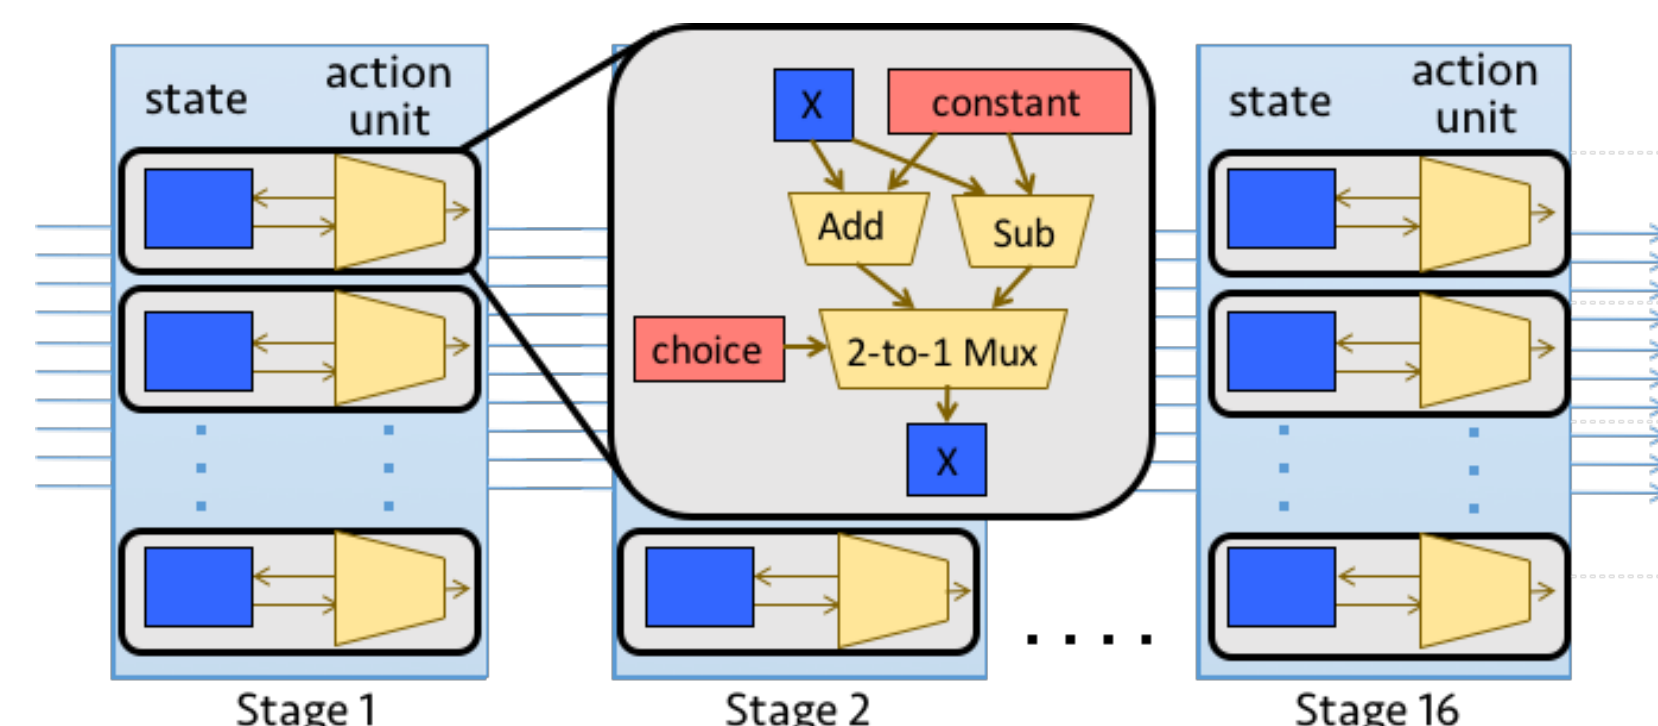 state
action
unit
X
constant
Add
Sub
choice
2-to-1 Mux
X
state
action
unit
Stage 1
Stage 2
Stage 16